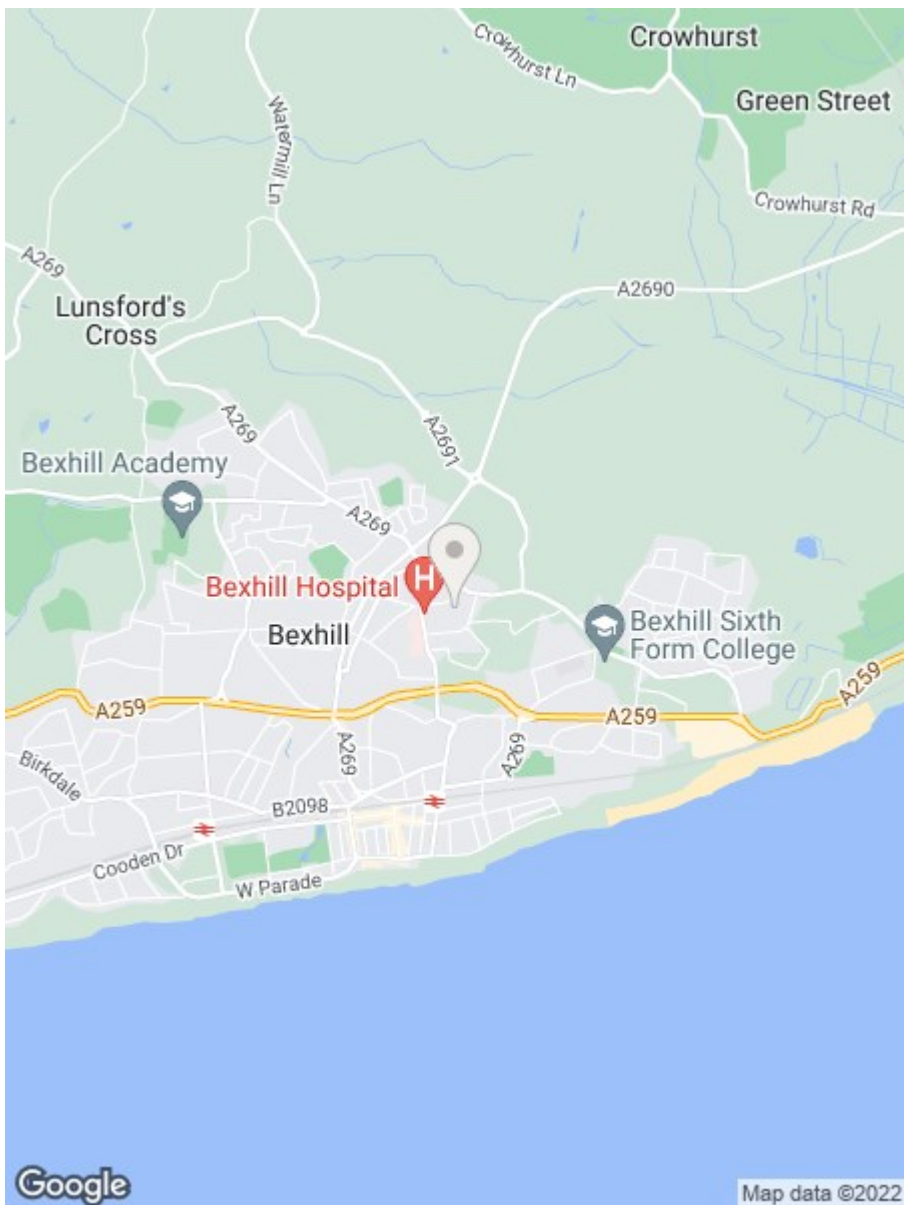 Crowhurst
Crowhurst Ln
Green Street
Watermill Ln
Crowhurst Rd
A269
A2690
Lunsford's
Cross
A269
A2691
Bexhill Academy
A269
H
Bexhill Hospital
Bexhill
Bexhill Sixth
Form College
A259
A259
A259
A269
A269
Birkdale
B2098
Cooden Dr
W Parade
Google
Map data ©2022